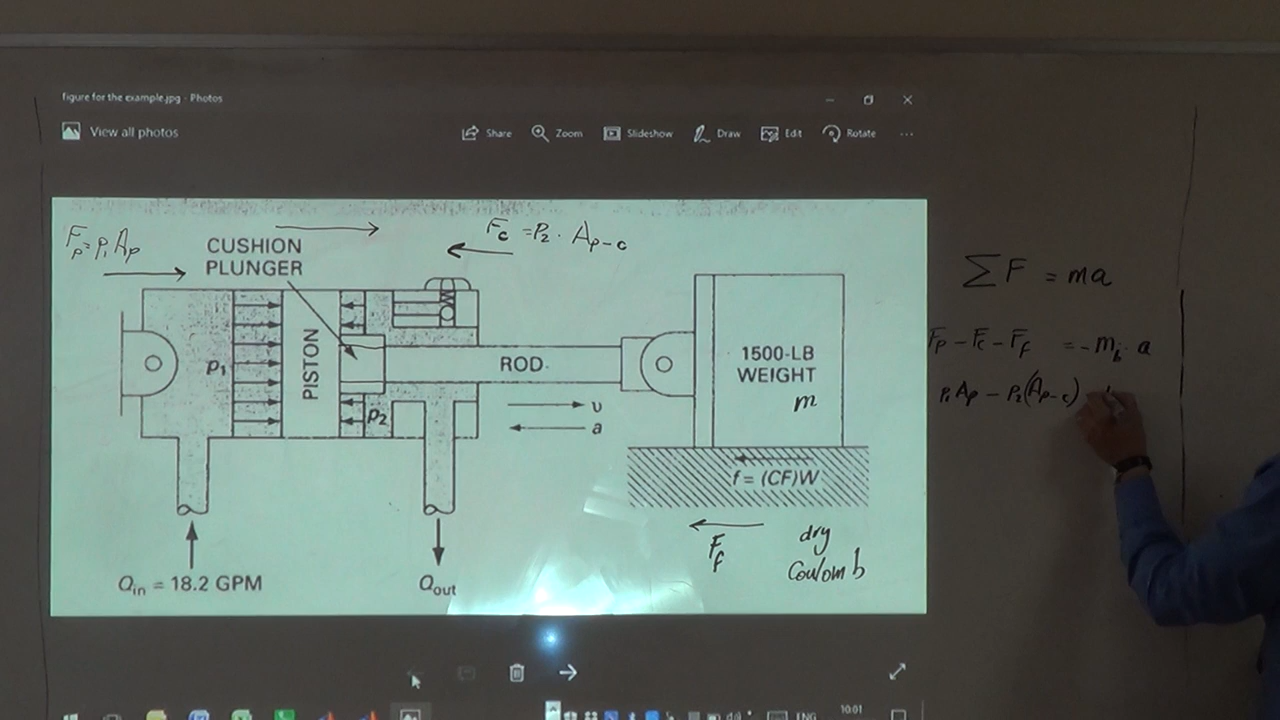 figure for the example.jpg - Photos
View all photos
Share Zoom Slideshow Draw Edit Rotate ...
Fp = P1 Ap
Fc = P2 · Ap-c
CUSHION
PLUNGER
PISTON
P1
P2
ROD
υ
a
1500-LB
WEIGHT
m
f = (CF)W
Ff
dry
Coulomb
Qin = 18.2 GPM
Qout
ΣF = ma
Fp - Fc - Ff = - m · a
P1 Ap - P2 (Ap-c)
ENG
10:01